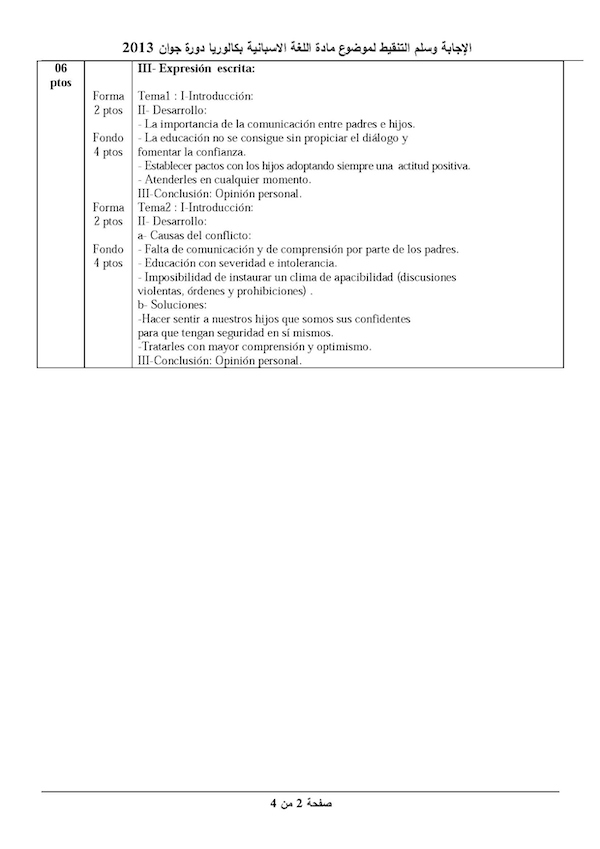 الإجابة وسلم التنقيط لموضوع مادة اللغة الاسبانية بكالوريا دورة جوان 2013
06 ptos
III- Expresión escrita:
Forma 2 ptos
Tema1 : I-Introducción:
II- Desarrollo:
- La importancia de la comunicación entre padres e hijos.
Fondo 4 ptos
- La educación no se consigue sin propiciar el diálogo y
fomentar la confianza.
- Establecer pactos con los hijos adoptando siempre una actitud positiva.
- Atenderles en cualquier momento.
III-Conclusión: Opinión personal.
Forma 2 ptos
Tema2 : I-Introducción:
II- Desarrollo:
a- Causas del conflicto:
Fondo 4 ptos
- Falta de comunicación y de comprensión por parte de los padres.
- Educación con severidad e intolerancia.
- Imposibilidad de instaurar un clima de apacibilidad (discusiones
violentas, órdenes y prohibiciones) .
b- Soluciones:
-Hacer sentir a nuestros hijos que somos sus confidentes
para que tengan seguridad en sí mismos.
-Tratarles con mayor comprensión y optimismo.
III-Conclusión: Opinión personal.
صفحة 2 من 4